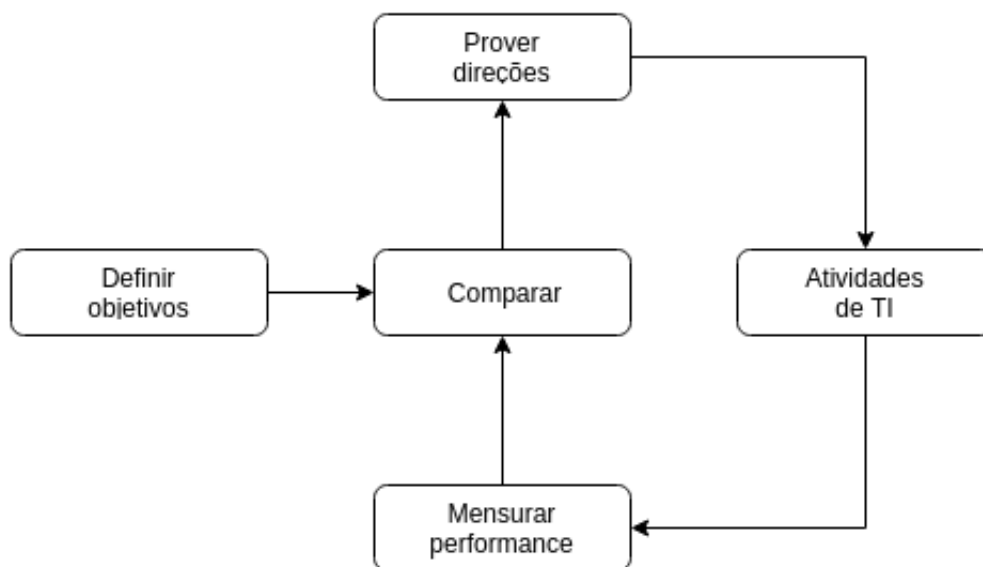 Prover
direções
Definir
objetivos
Comparar
Atividades
de TI
Mensurar
performance